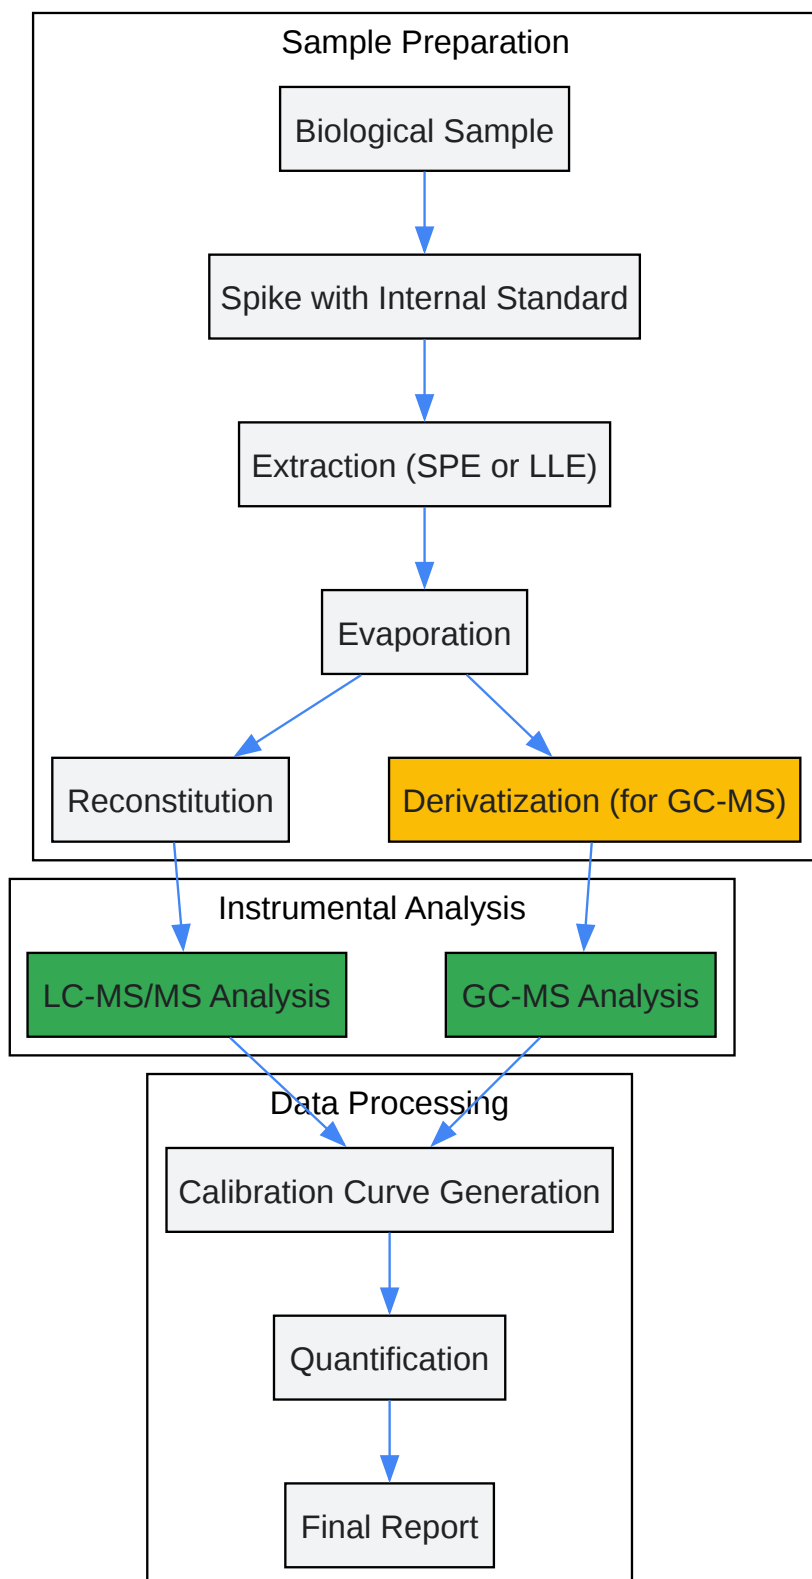 Sample Preparation
Biological Sample
Spike with Internal Standard
Extraction (SPE or LLE)
Evaporation
Reconstitution
Derivatization (for GC-MS)
Instrumental Analysis
LC-MS/MS Analysis
GC-MS Analysis
Data Processing
Calibration Curve Generation
Quantification
Final Report